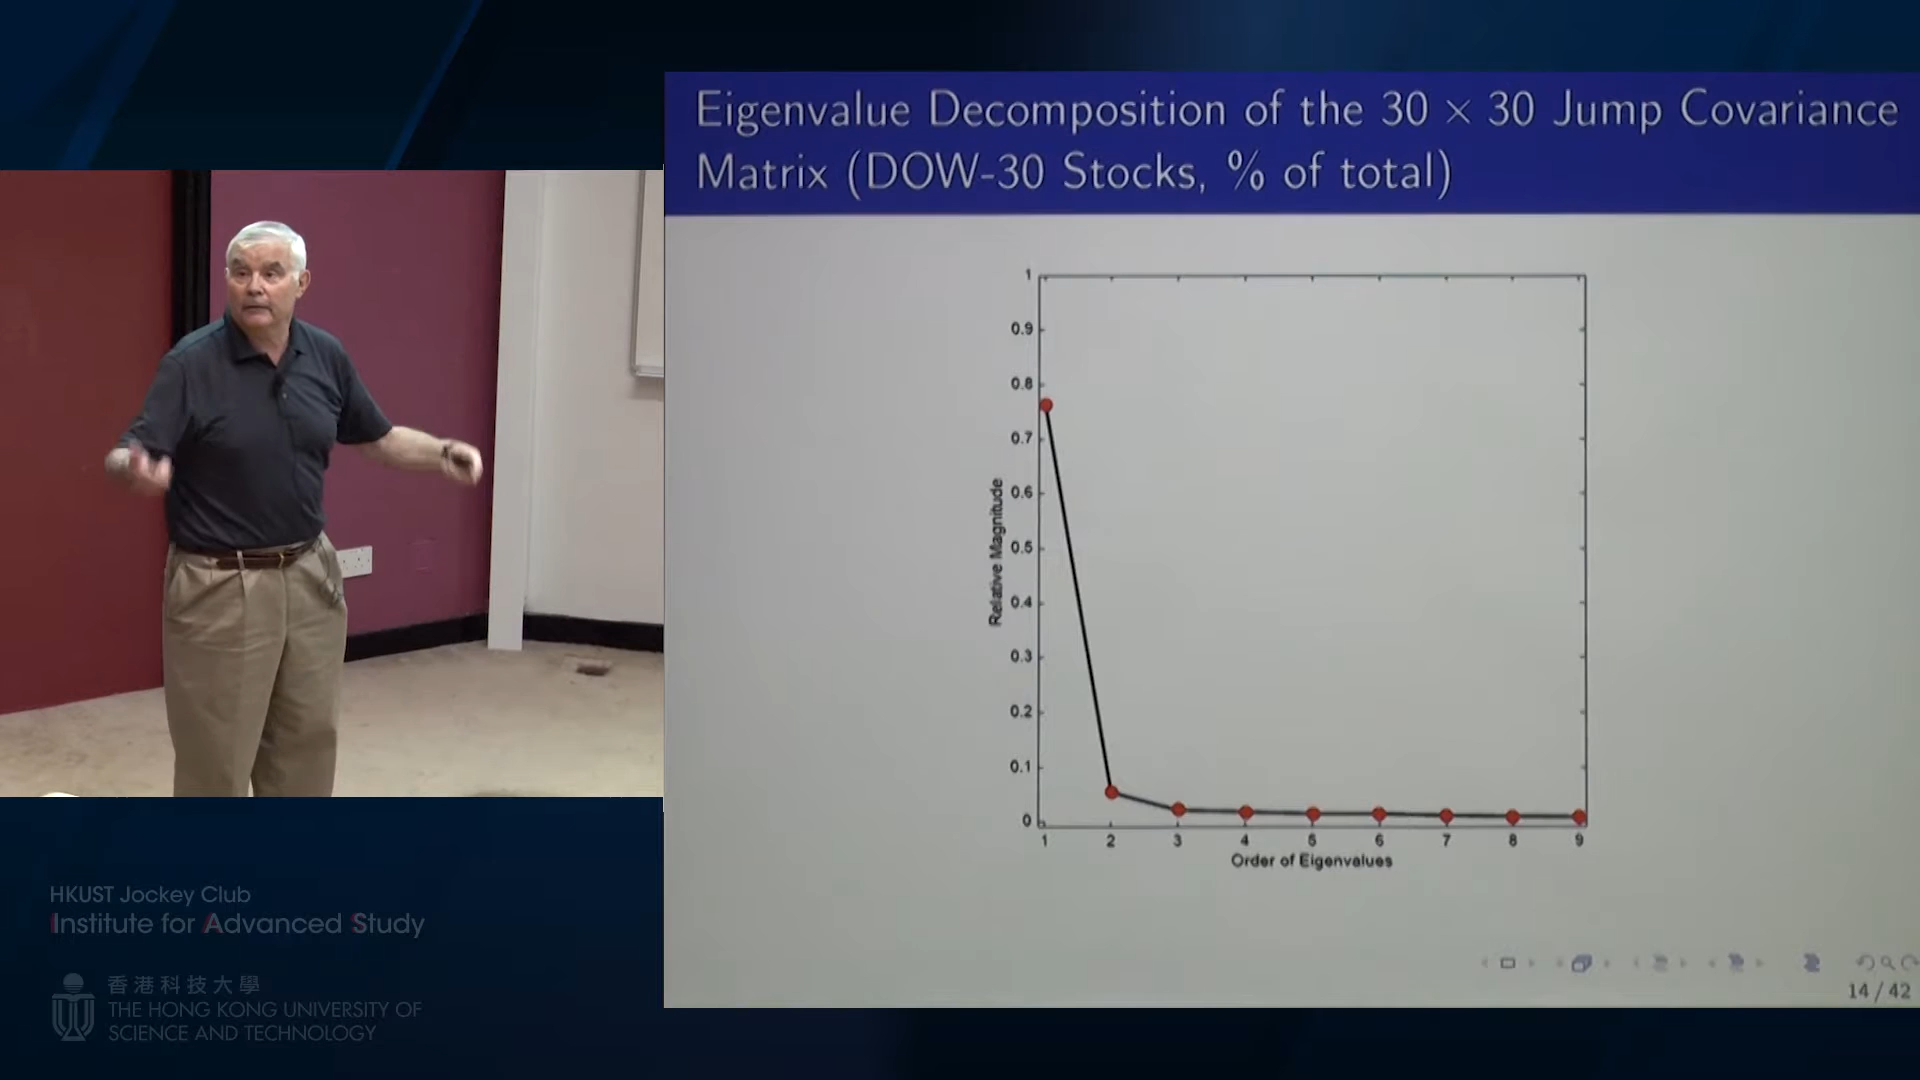 Eigenvalue Decomposition of the 30 × 30 Jump Covariance
Matrix (DOW-30 Stocks, % of total)
1
0.9
0.8
0.7
0.6
0.5
0.4
0.3
0.2
0.1
0
Relative Magnitude
1 2 3 4 5 6 7 8 9
Order of Eigenvalues
14 / 42
HKUST Jockey Club
Institute for Advanced Study
香港科技大學
THE HONG KONG UNIVERSITY OF
SCIENCE AND TECHNOLOGY